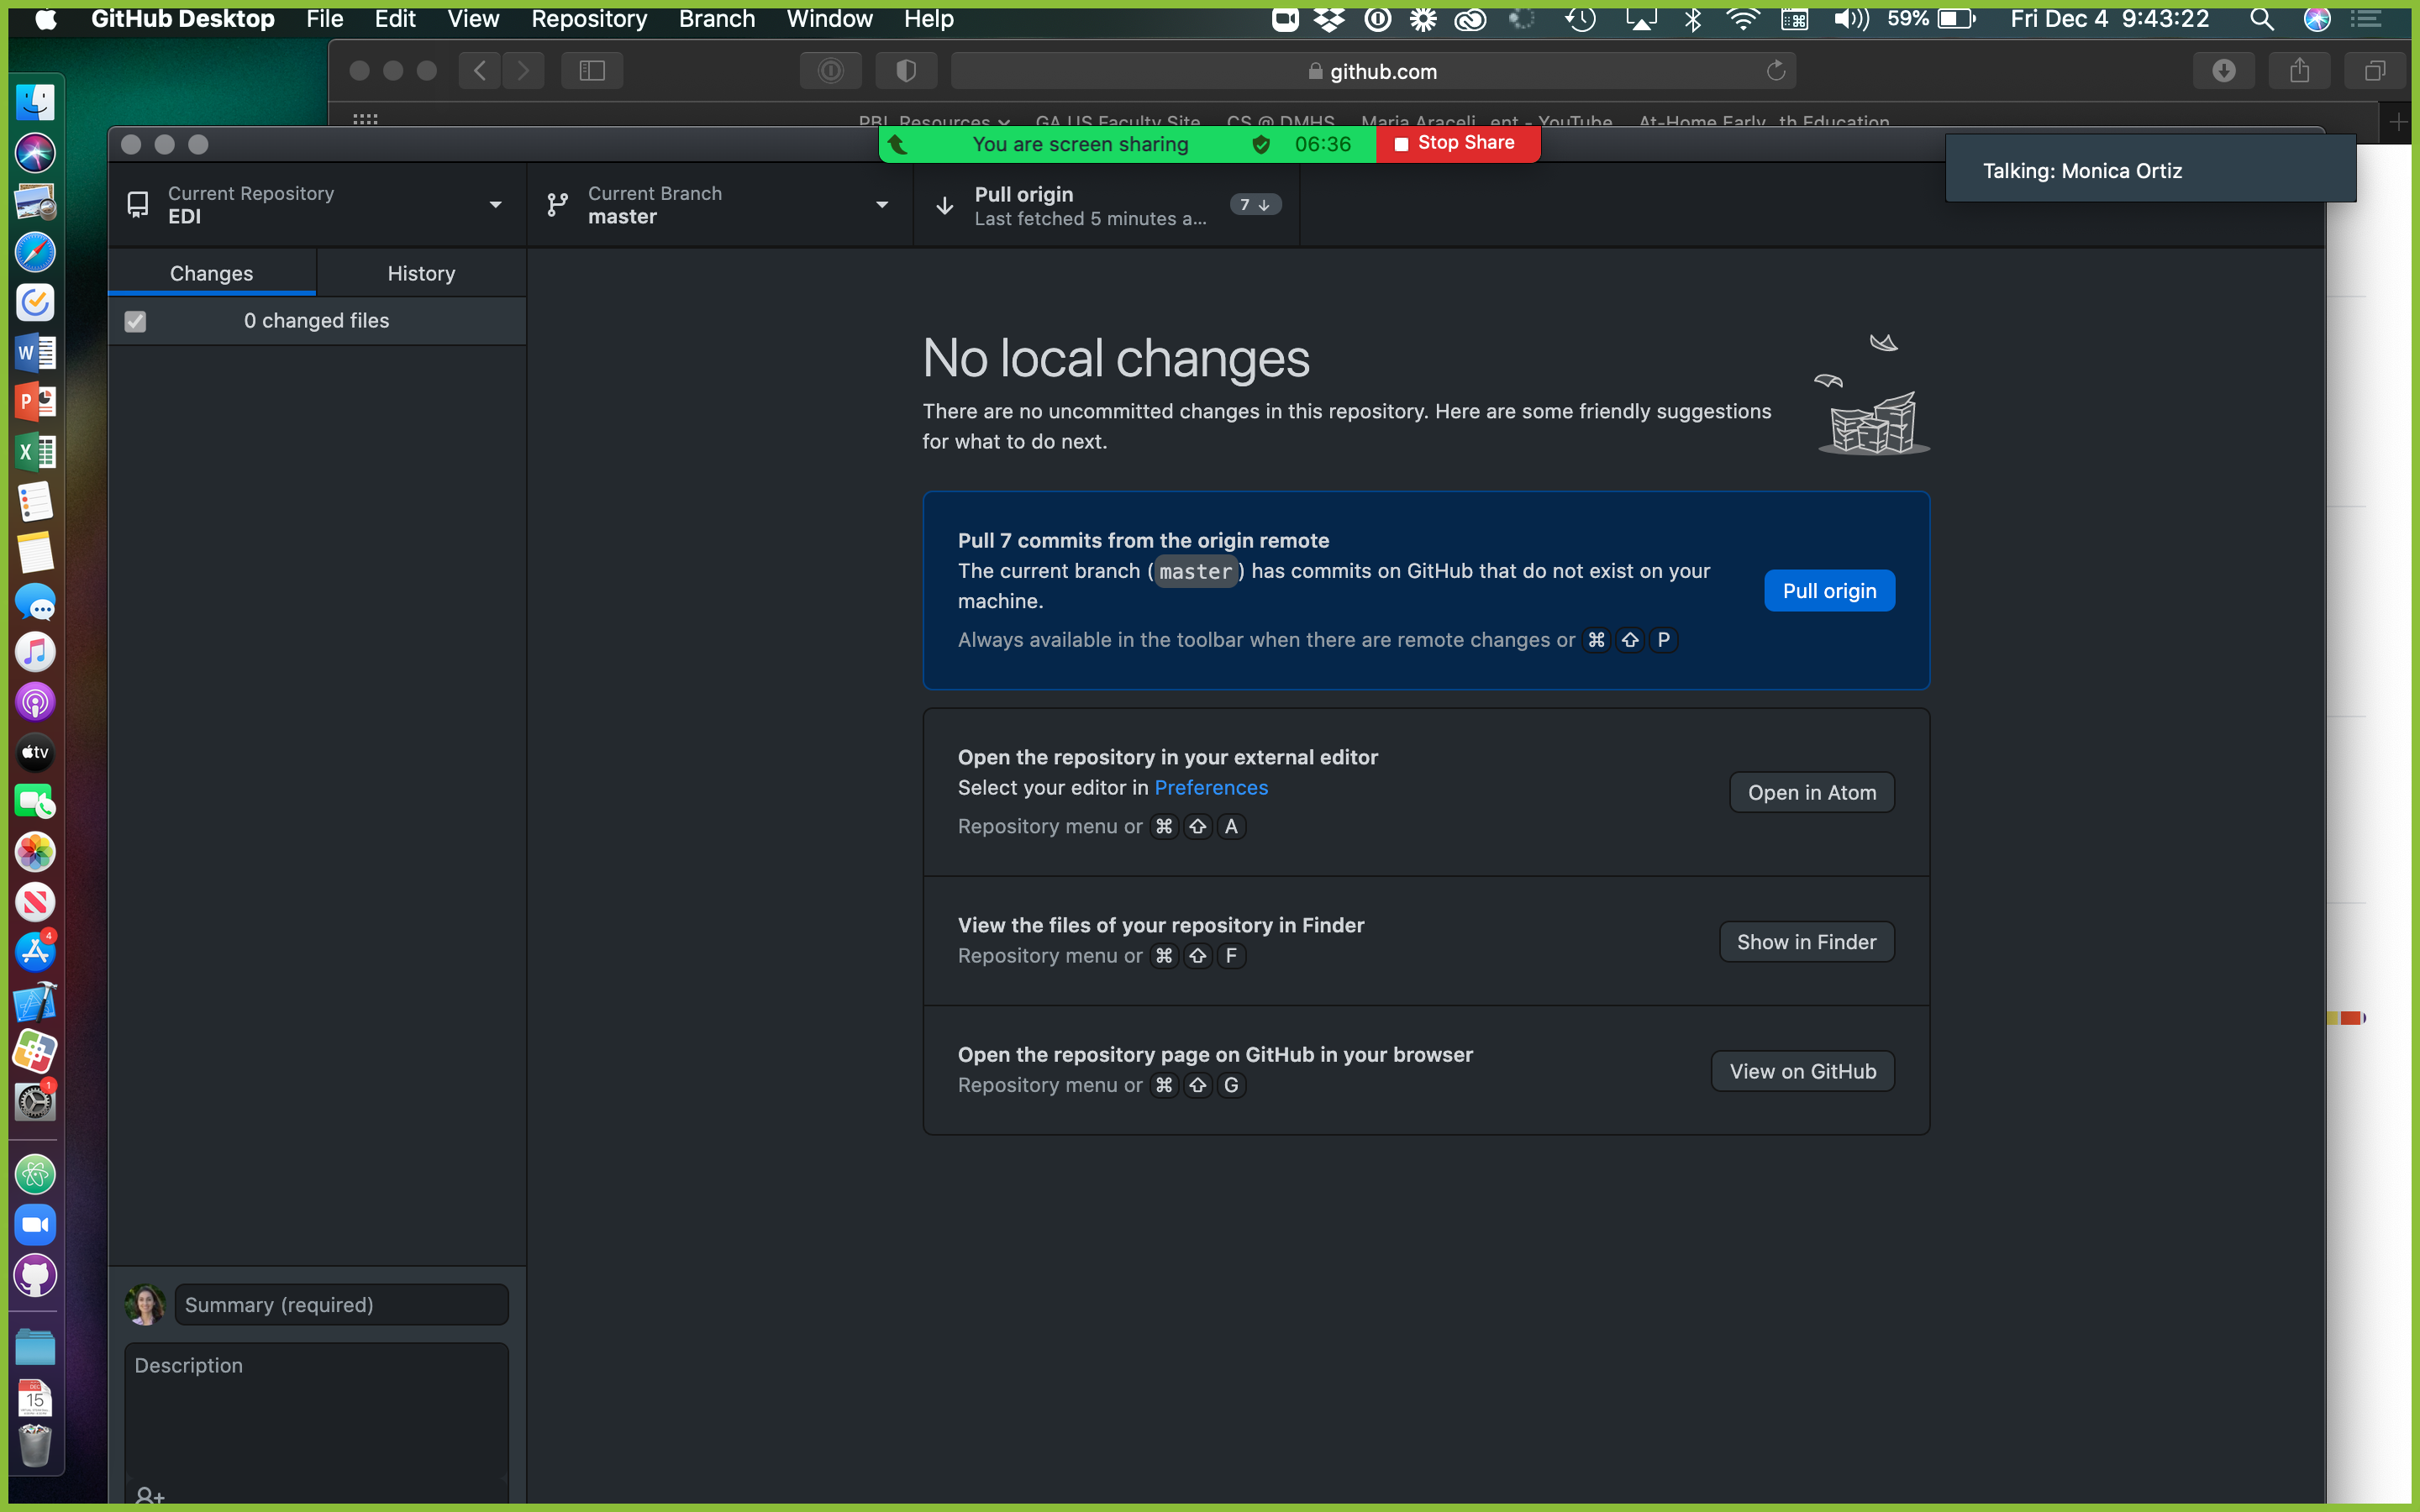 GitHub Desktop File Edit View Repository Branch Window Help 59% Fri Dec 4 9:43:22
github.com
PBL Resources GA US Faculty Site CS @ DMHS Maria Araceli...ent - YouTube At-Home Early...th Education
You are screen sharing 06:36 Stop Share
Talking: Monica Ortiz
Current Repository
EDI
Current Branch
master
Pull origin
Last fetched 5 minutes a...
7
Changes History
0 changed files
No local changes
There are no uncommitted changes in this repository. Here are some friendly suggestions
for what to do next.
Pull 7 commits from the origin remote
The current branch (master) has commits on GitHub that do not exist on your
machine.
Pull origin
Always available in the toolbar when there are remote changes or ⌘ ⇧ P
Open the repository in your external editor
Select your editor in Preferences
Open in Atom
Repository menu or ⌘ ⇧ A
View the files of your repository in Finder
Show in Finder
Repository menu or ⌘ ⇧ F
Open the repository page on GitHub in your browser
View on GitHub
Repository menu or ⌘ ⇧ G
Summary (required)
Description
W
P
X
tv
4
1
DEC
15